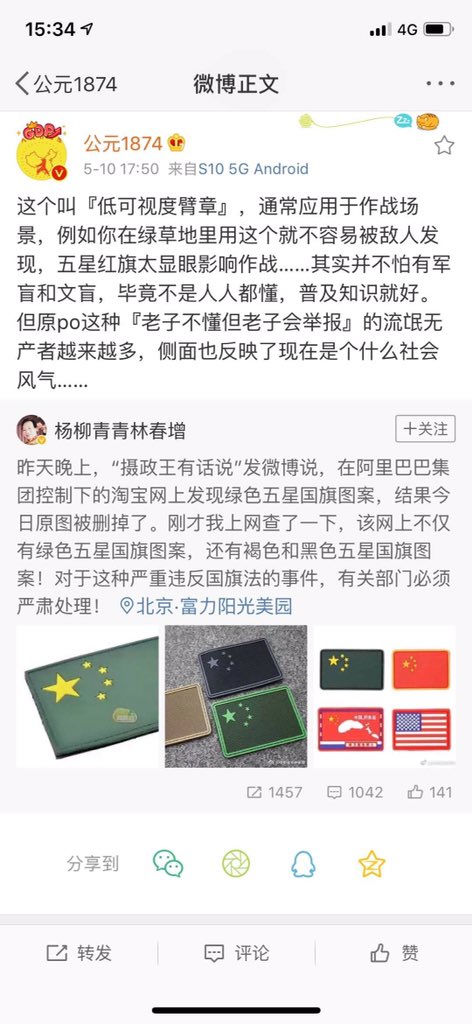 15:34
4G
公元1874
微博正文
公元1874
5-10 17:50 来自S10 5G Android
这个叫『低可视度臂章』，通常应用于作战场
景，例如你在绿草地里用这个就不容易被敌人发
现，五星红旗太显眼影响作战......其实并不怕有军
盲和文盲，毕竟不是人人都懂，普及知识就好。
但原po这种『老子不懂但老子会举报』的流氓无
产者越来越多，侧面也反映了现在是个什么社会
风气......
杨柳青青林春增
十关注
昨天晚上，“摄政王有话说”发微博说，在阿里巴巴集
团控制下的淘宝网上发现绿色五星国旗图案，结果今
日原图被删掉了。刚才我上网查了一下，该网上不仅
有绿色五星国旗图案，还有褐色和黑色五星国旗图
案！对于这种严重违反国旗法的事件，有关部门必须
严肃处理！ 北京·富力阳光美园
1457 1042 141
分享到
转发 评论 赞